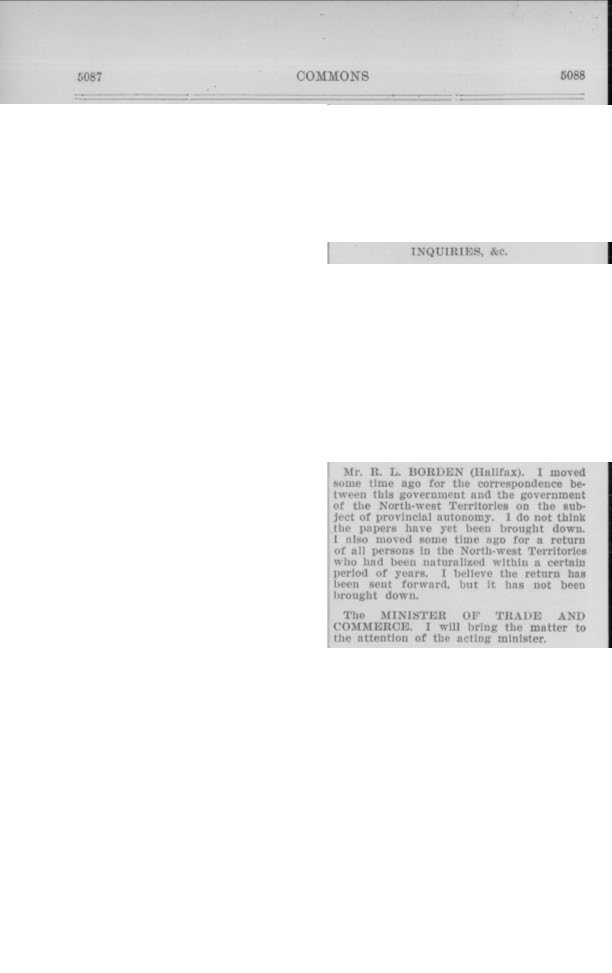 5087 COMMONS 5088
INQUIRIES, &c.
Mr. R. L. BORDEN (Halifax). I moved
some time ago for the correspondence be-
tween this government and the government
of the North-west Territories on the sub-
ject of provincial autonomy. I do not think
the papers have yet been brought down.
I also moved some time ago for a return
of all persons in the North-west Territories
who had been naturalized within a certain
period of years. I believe the return has
been sent forward, but it has not been
brought down.
The MINISTER OF TRADE AND
COMMERCE. I will bring the matter to
the attention of the acting minister.